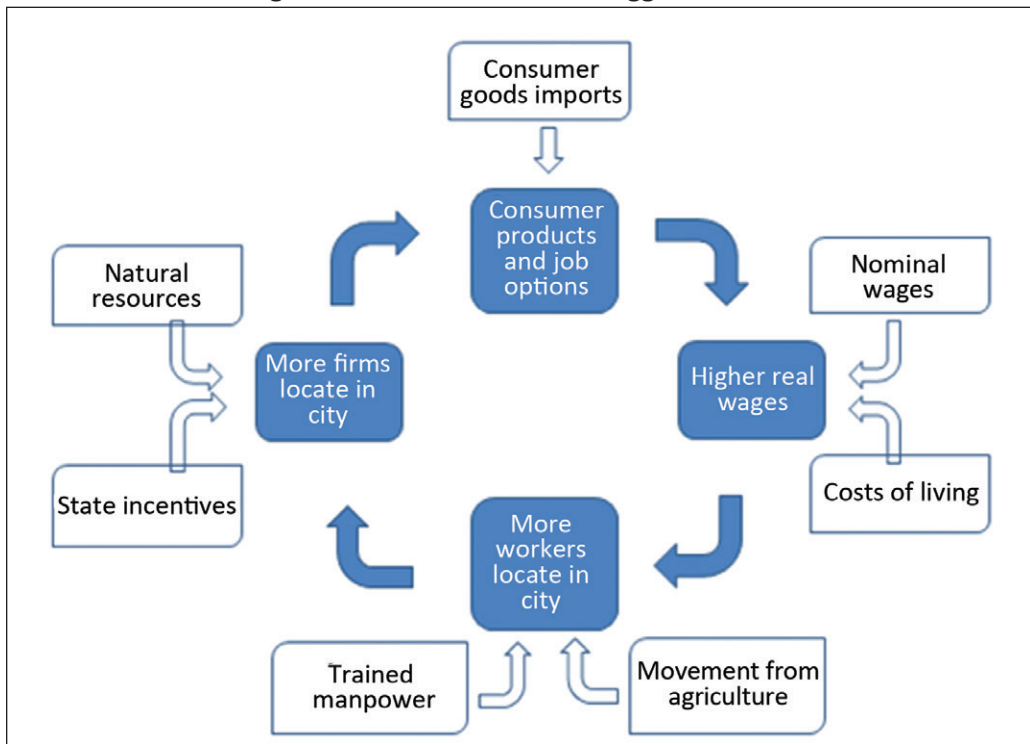 Consumer
goods imports
Consumer
products
and job
options
Natural
resources
Nominal
wages
More firms
locate in
city
Higher real
wages
State incentives
Costs of living
More
workers
locate in
city
Trained
manpower
Movement from
agriculture